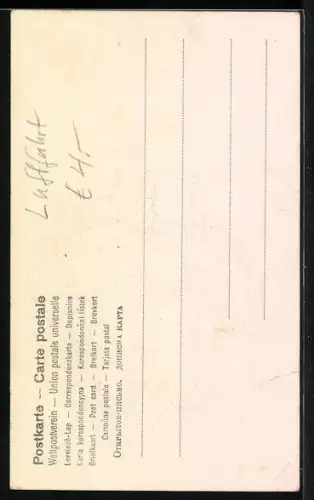 Postkarte — Carte postale
Weltpostverein — Union postale universelle
Levelező-Lap — Correspondenzkarte — Dopisnice
Karta korespondencyjna — Korespondenční lístek
Briefkaart — Post card — Brefkort — Brevkort
Cartolina postale — Tarjeta postal
Открытое письмо. ДОПИСНА КАРТА
Luftfahrt
€ 4,-